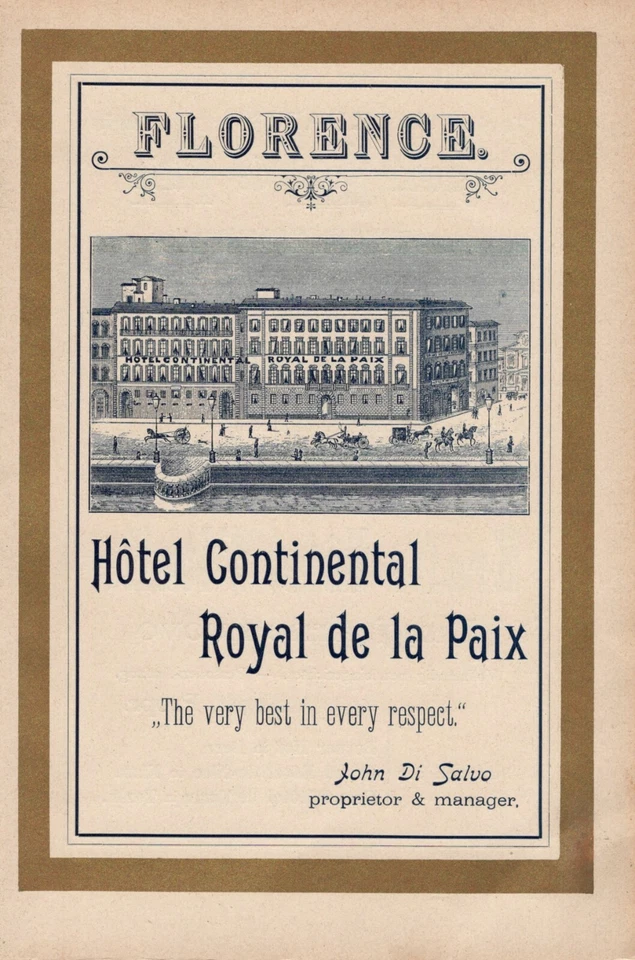 FLORENCE.
HOTEL CONTINENTAL ROYAL DE LA PAIX
Hôtel Continental
Royal de la Paix
„The very best in every respect.“
John Di Salvo
proprietor & manager.